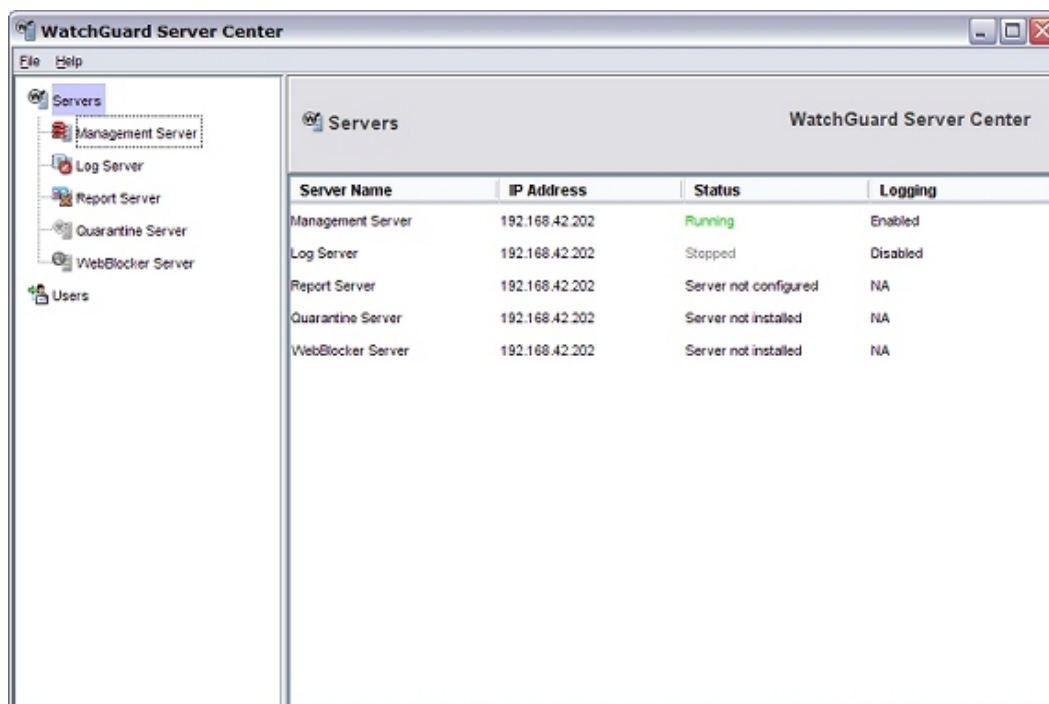 WatchGuard Server Center
File Help
Servers
Management Server
Log Server
Report Server
Quarantine Server
WebBlocker Server
Users
Servers WatchGuard Server Center
Server Name IP Address Status Logging
Management Server 192.168.42.202 Running Enabled
Log Server 192.168.42.202 Stopped Disabled
Report Server 192.168.42.202 Server not configured NA
Quarantine Server 192.168.42.202 Server not installed NA
WebBlocker Server 192.168.42.202 Server not installed NA